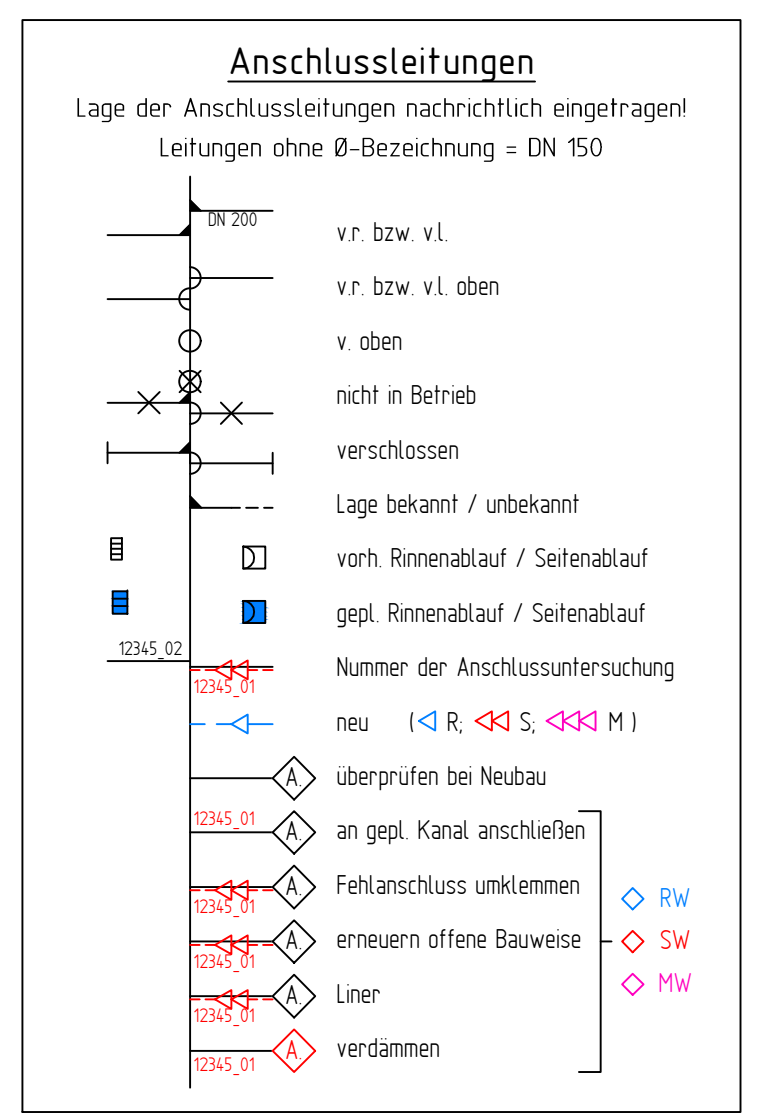 Anschlussleitungen
Lage der Anschlussleitungen nachrichtlich eingetragen!
Leitungen ohne Ø-Bezeichnung = DN 150
DN 200
v.r. bzw. v.l.
v.r. bzw. v.l. oben
v. oben
nicht in Betrieb
verschlossen
Lage bekannt / unbekannt
vorh. Rinnenablauf / Seitenablauf
gepl. Rinnenablauf / Seitenablauf
12345_02
12345_01 Nummer der Anschlussuntersuchung
neu ( R; S; M )
A. überprüfen bei Neubau
12345_01 A. an gepl. Kanal anschließen
12345_01 A. Fehlanschluss umklemmen
RW
12345_01 A. erneuern offene Bauweise
SW
MW
12345_01 A. Liner
12345_01 A. verdämmen